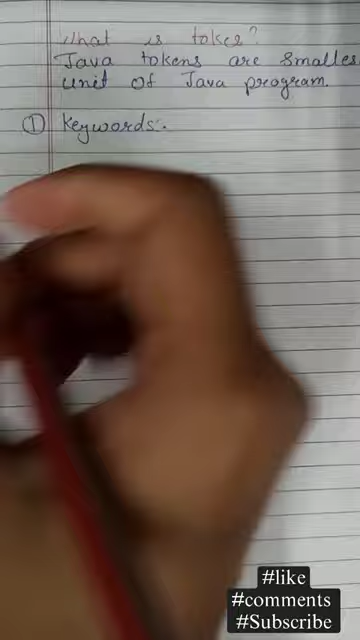 What is token?
Java tokens are Smalles
unit of Java program.
① Keywords:-
#like
#comments
#Subscribe